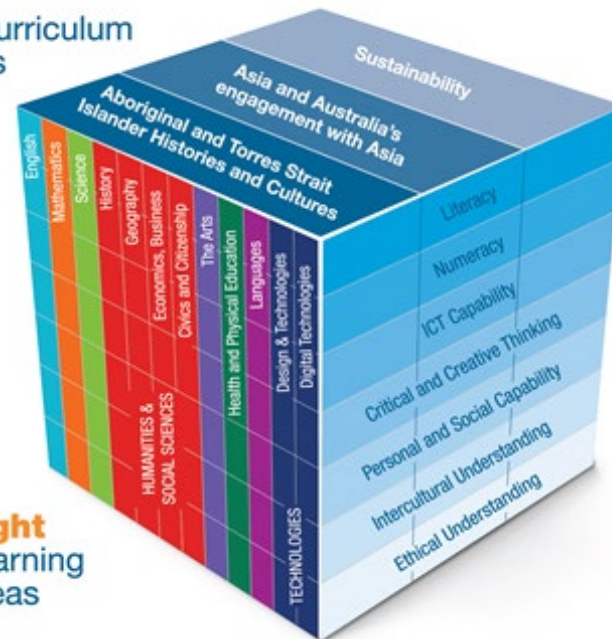 urriculum
s
Sustainability
Asia and Australia's
engagement with Asia
Aboriginal and Torres Strait
Islander Histories and Cultures
English
Mathematics
Science
History
Geography
Economics, Business
Civics and Citizenship
HUMANITIES &
SOCIAL SCIENCES
The Arts
Health and Physical Education
Languages
Design & Technologies
Digital Technologies
TECHNOLOGIES
Literacy
Numeracy
ICT Capability
Critical and Creative Thinking
Personal and Social Capability
Intercultural Understanding
Ethical Understanding
ght
arning
eas